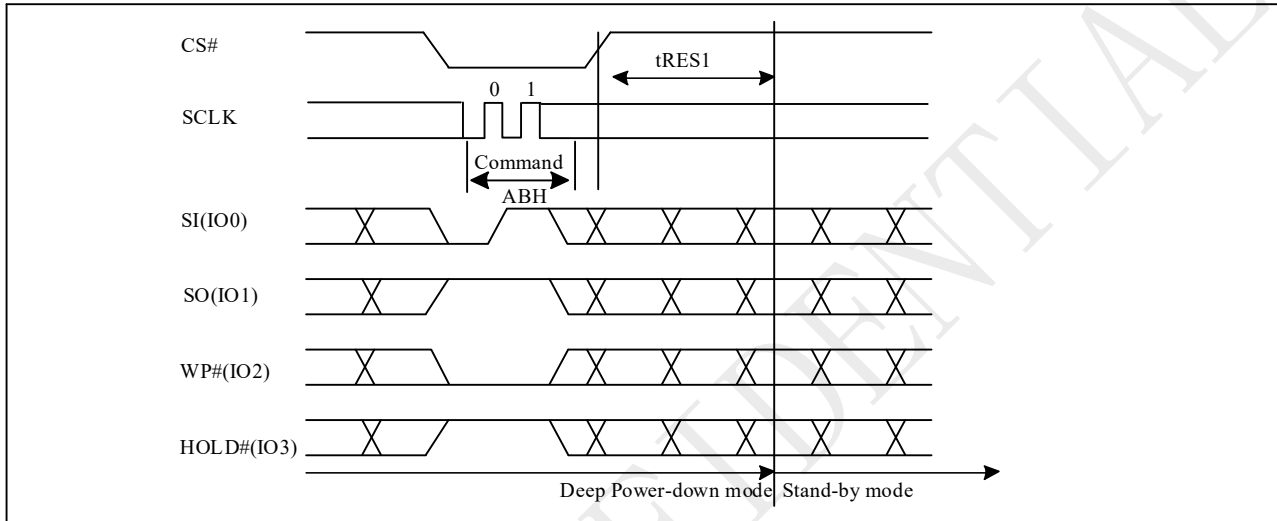 CS#
tRES1
0 1
SCLK
Command
ABH
SI(IO0)
SO(IO1)
WP#(IO2)
HOLD#(IO3)
Deep Power-down mode Stand-by mode
IDENTIAL